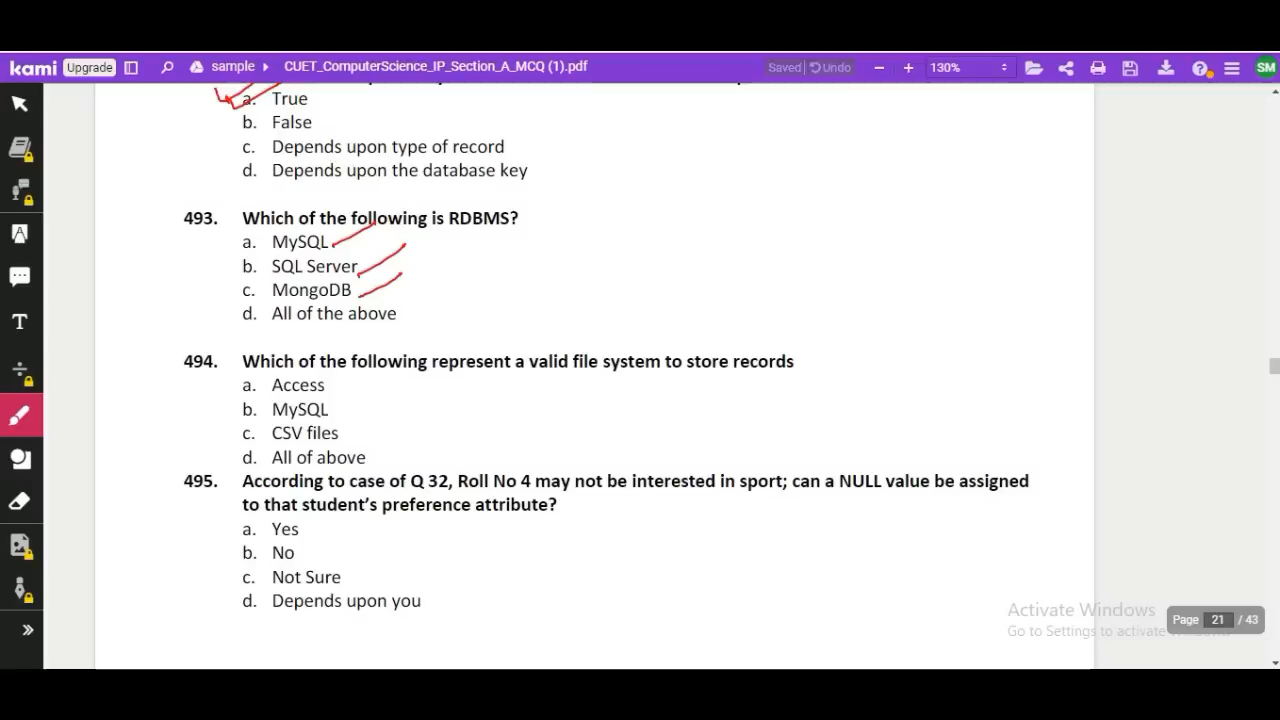 kami Upgrade sample CUET_ComputerScience_IP_Section_A_MCQ (1).pdf Saved Undo 130% SM
a. True
b. False
c. Depends upon type of record
d. Depends upon the database key
493. Which of the following is RDBMS?
a. MySQL
b. SQL Server
c. MongoDB
d. All of the above
494. Which of the following represent a valid file system to store records
a. Access
b. MySQL
c. CSV files
d. All of above
495. According to case of Q 32, Roll No 4 may not be interested in sport; can a NULL value be assigned
to that student’s preference attribute?
a. Yes
b. No
c. Not Sure
d. Depends upon you
Activate Windows
Go to Settings to activate Windows.
Page 21 / 43